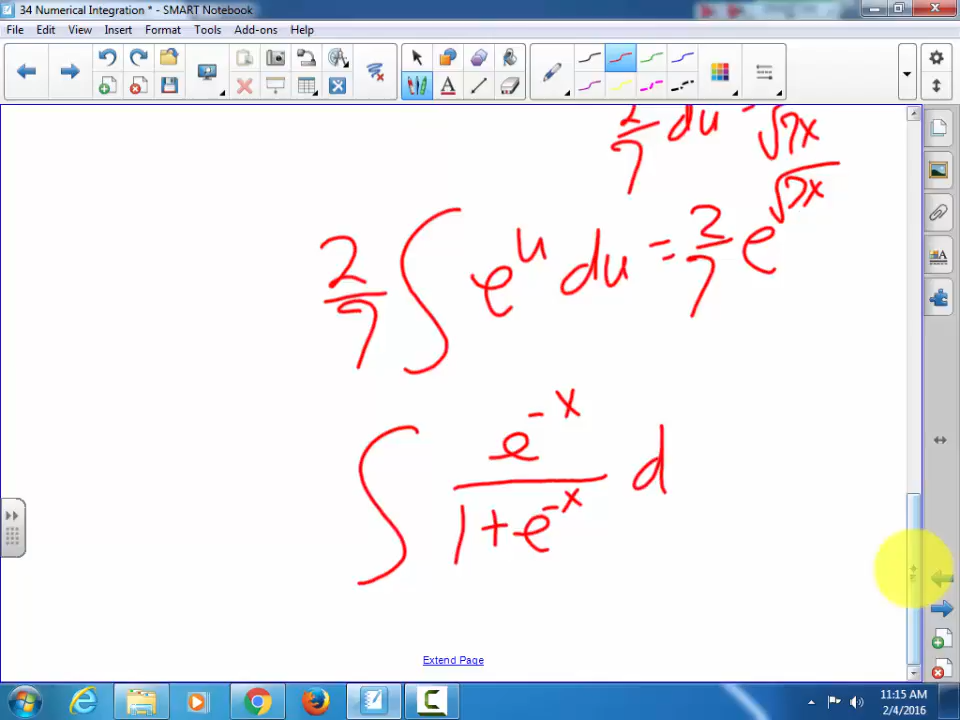 34 Numerical Integration * - SMART Notebook
File Edit View Insert Format Tools Add-ons Help
2/7 du = √7x
2/7 ∫ e^u du = 2/7 e^√7x
∫ e^-x / 1+e^-x d
Extend Page
11:15 AM
2/4/2016